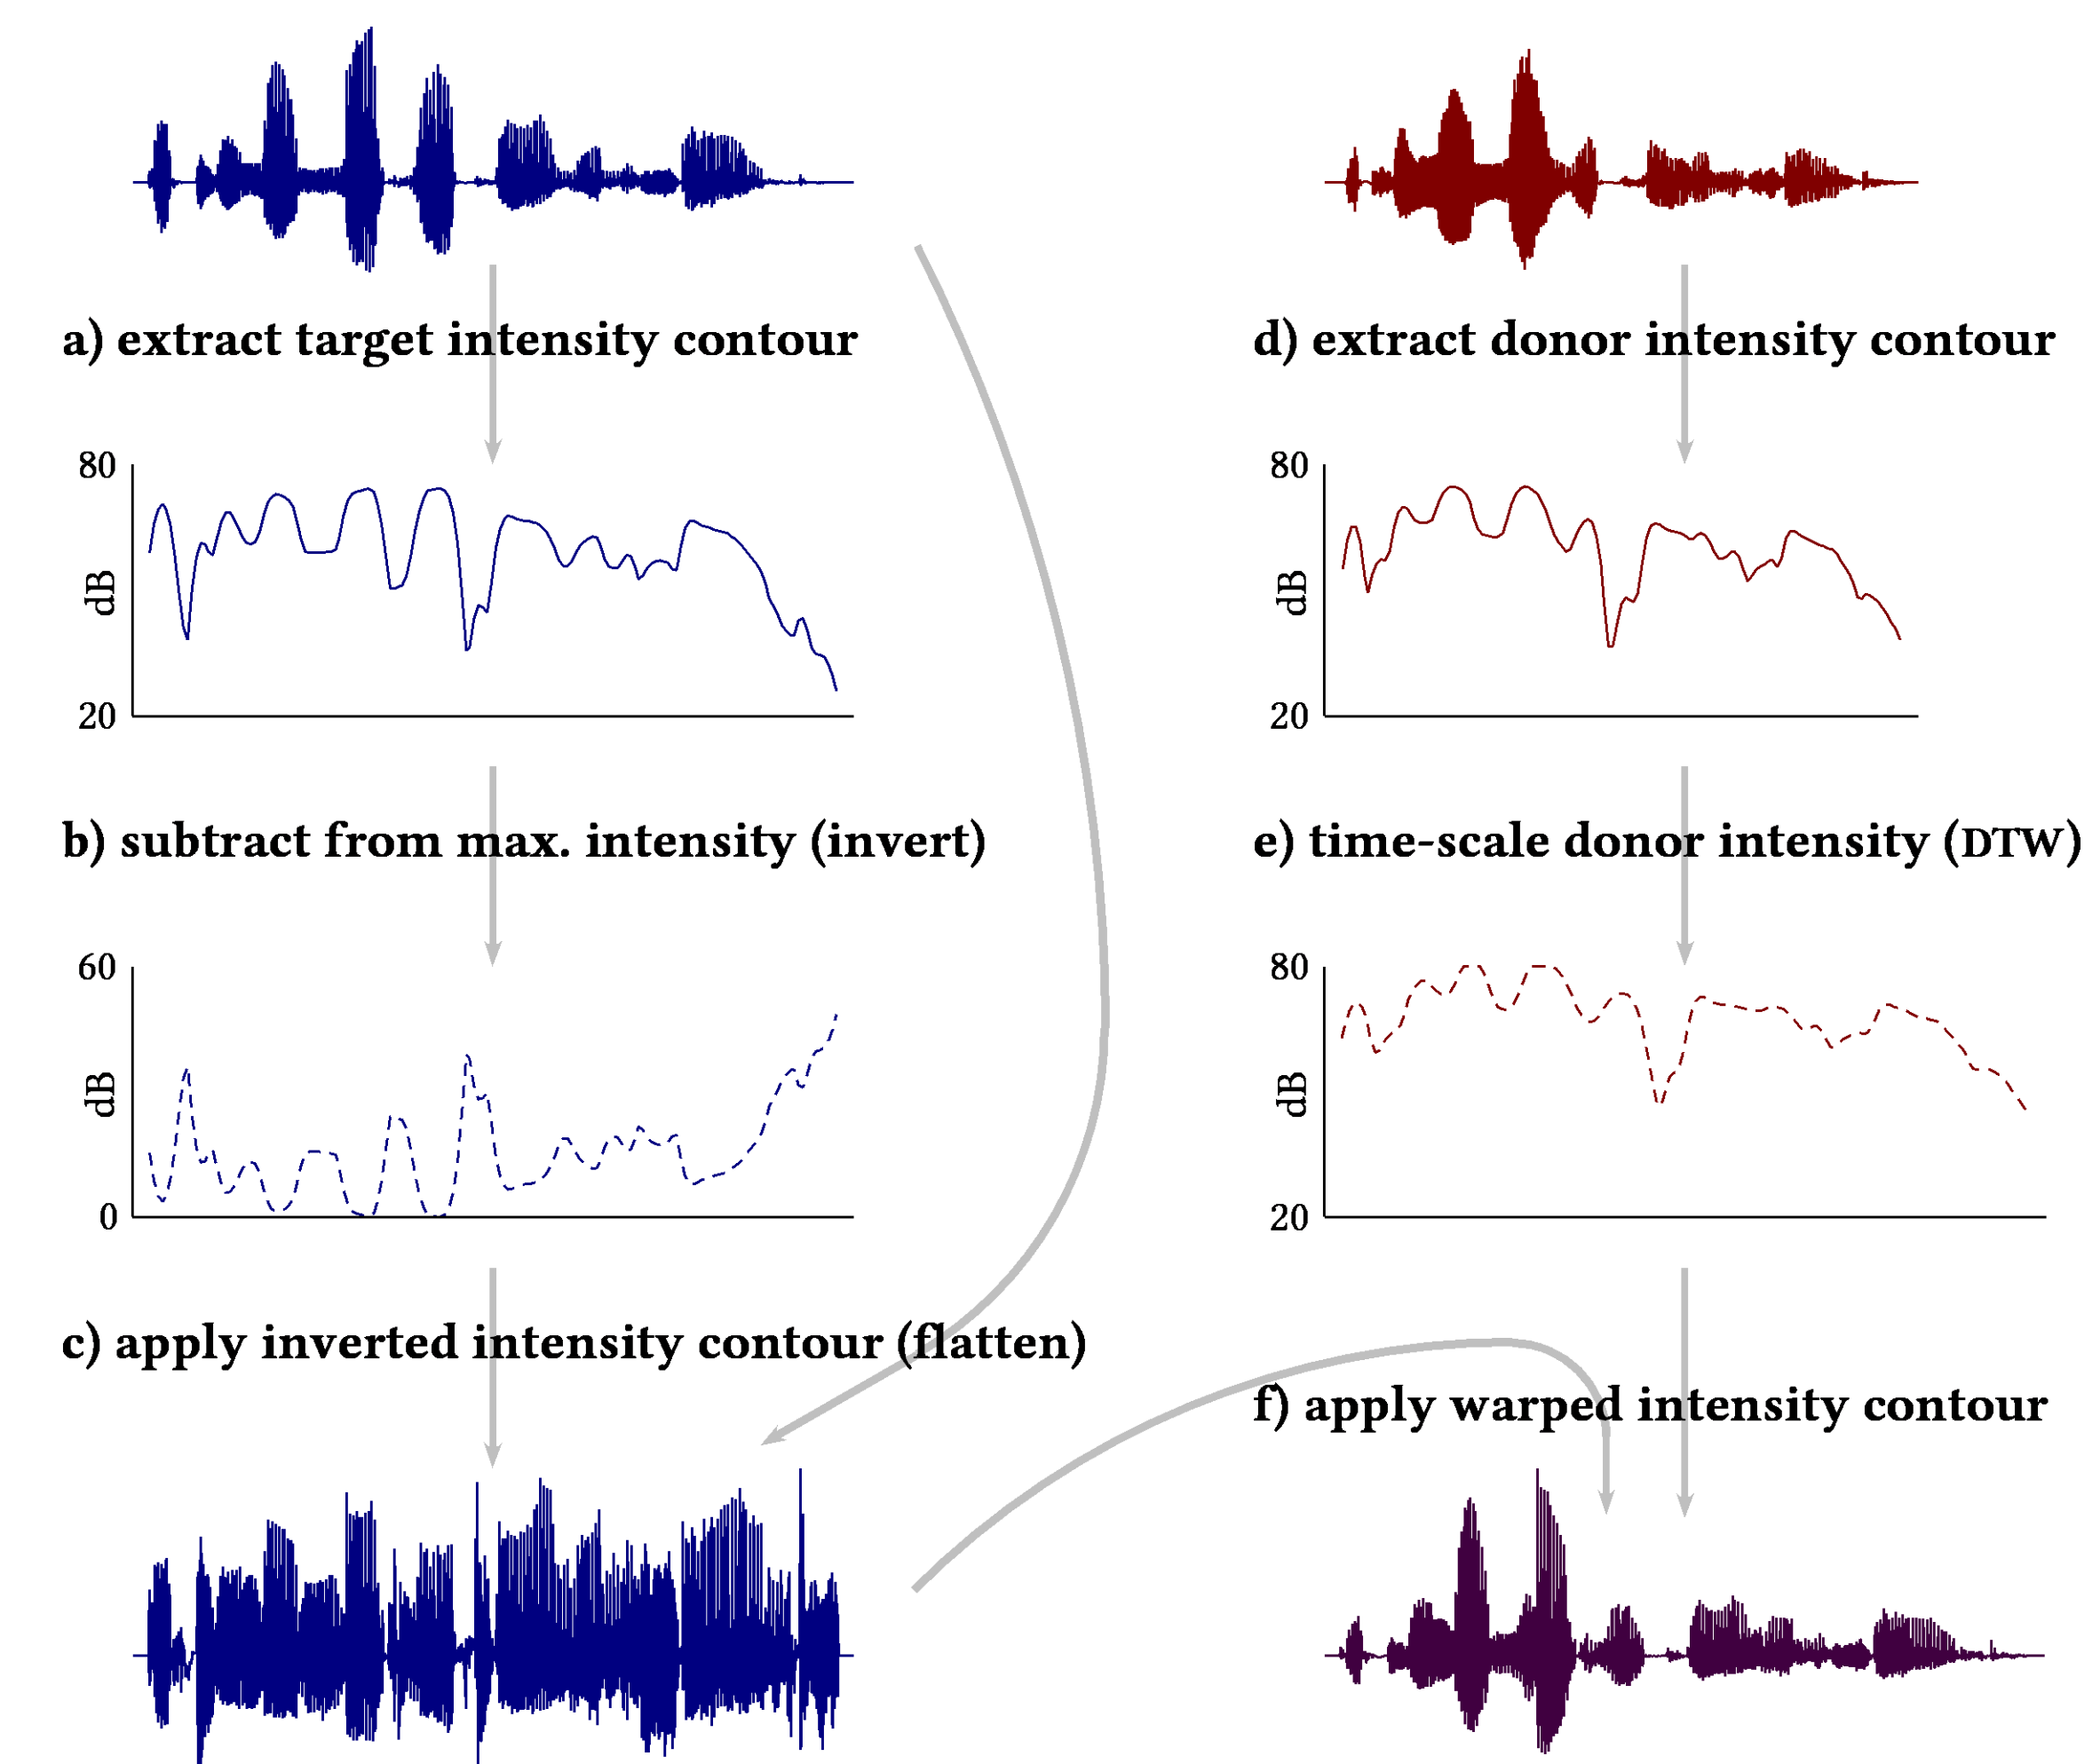 a) extract target intensity contour
80
dB
20
b) subtract from max. intensity (invert)
60
dB
0
c) apply inverted intensity contour (flatten)
d) extract donor intensity contour
80
dB
20
e) time-scale donor intensity (DTW)
80
dB
20
f) apply warped intensity contour